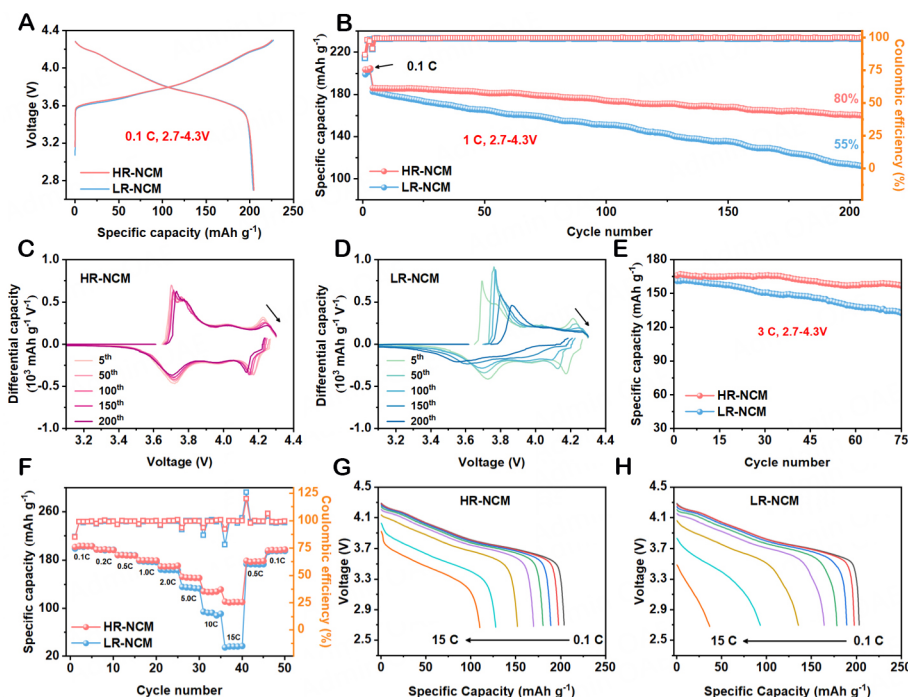 A
4.4
4.0
3.6
3.2
2.8
Voltage (V)
0.1 C, 2.7-4.3V
HR-NCM
LR-NCM
0 50 100 150 200 250
Specific capacity (mAh g⁻¹)
B
220
180
140
100
Specific capacity (mAh g⁻¹)
0.1 C
80%
55%
1 C, 2.7-4.3V
HR-NCM
LR-NCM
0 50 100 150 200
Cycle number
100
75
50
25
0
Coulombic efficiency (%)
C
HR-NCM
1.0
0.5
0.0
-0.5
-1.0
Differential capacity
(10³ mAh g⁻¹ V⁻¹)
5th
50th
100th
150th
200th
3.2 3.4 3.6 3.8 4.0 4.2 4.4
Voltage (V)
D
LR-NCM
1.0
0.5
0.0
-0.5
-1.0
Differential capacity
(10³ mAh g⁻¹ V⁻¹)
5th
50th
100th
150th
200th
3.2 3.4 3.6 3.8 4.0 4.2 4.4
Voltage (V)
E
180
150
120
90
60
30
Specific capacity (mAh g⁻¹)
3 C, 2.7-4.3V
HR-NCM
LR-NCM
0 15 30 45 60 75
Cycle number
F
240
180
120
60
0
Specific capacity (mAh g⁻¹)
0.1C
0.2C
0.5C
1.0C
2.0C
5.0C
10C
15C
0.5C
0.1C
HR-NCM
LR-NCM
0 10 20 30 40 50
Cycle number
125
100
75
50
25
0
Coulombic efficiency (%)
G
HR-NCM
4.5
4.1
3.7
3.3
2.9
2.5
Voltage (V)
15 C
0.1 C
0 50 100 150 200 250
Specific Capacity (mAh g⁻¹)
H
LR-NCM
4.5
4.1
3.7
3.3
2.9
2.5
Voltage (V)
15 C
0.1 C
0 50 100 150 200 250
Specific Capacity (mAh g⁻¹)